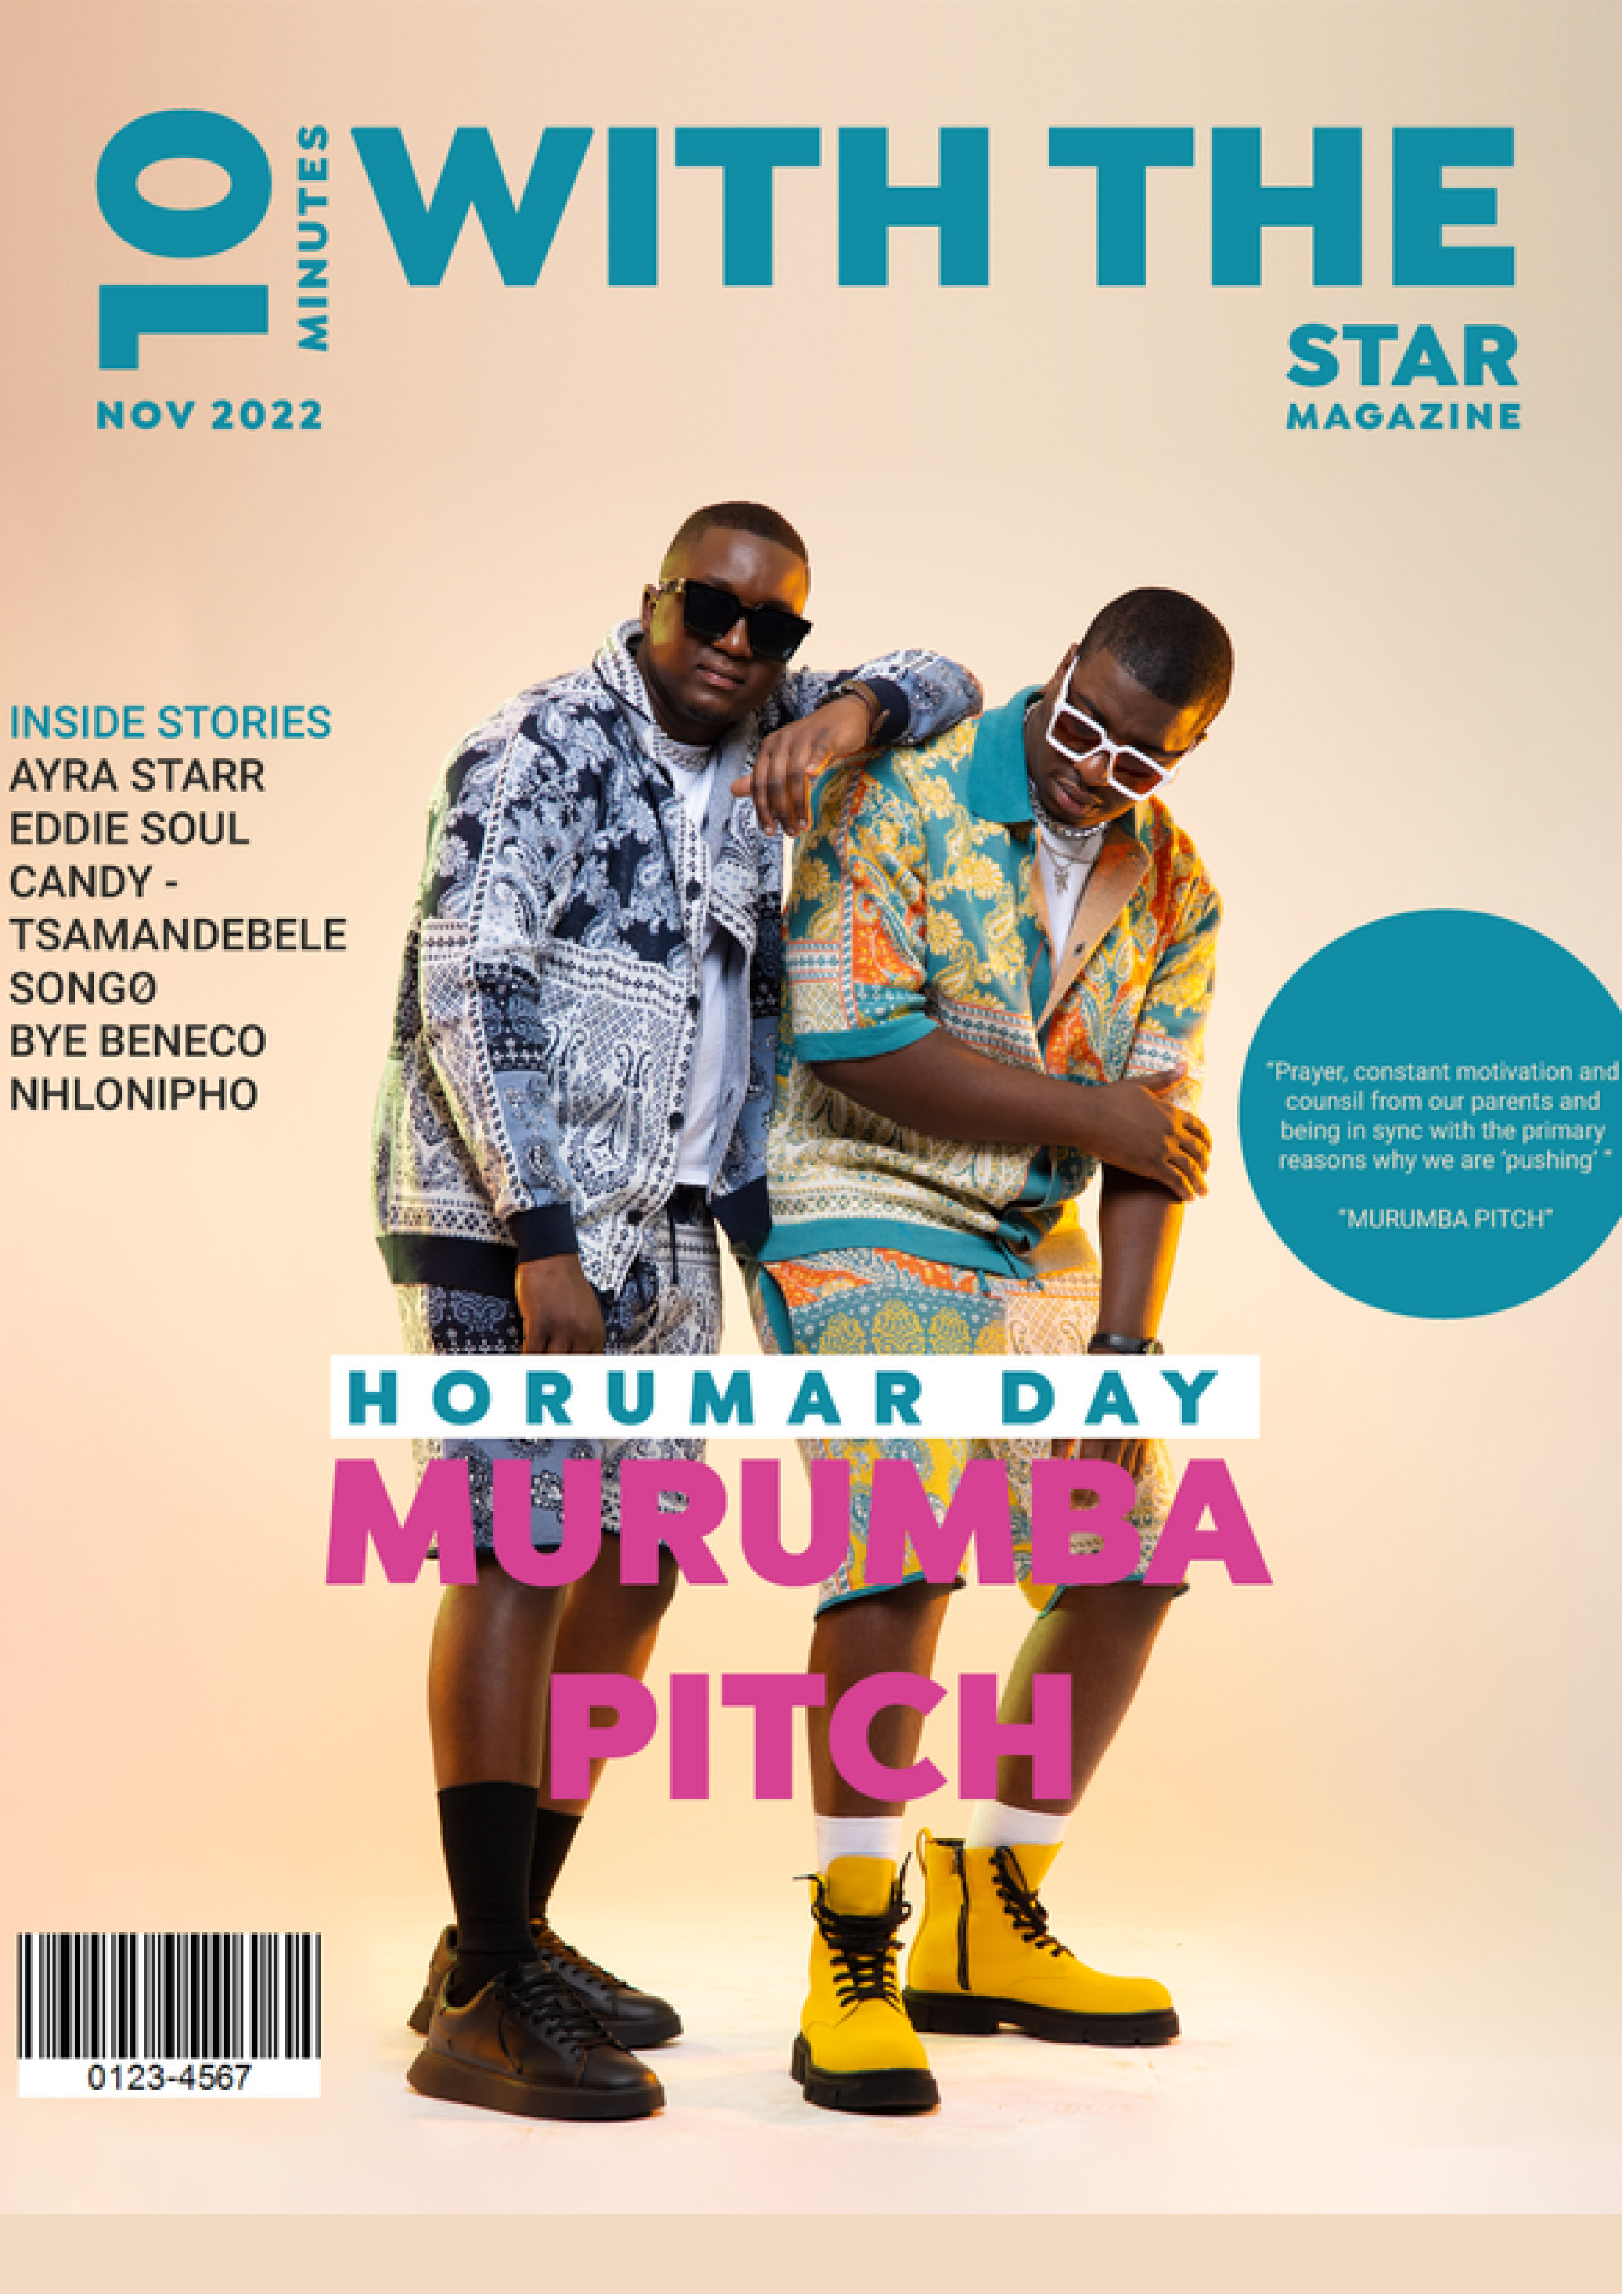 10
MINUTES
WITH THE
STAR
MAGAZINE
NOV 2022
INSIDE STORIES
AYRA STARR
EDDIE SOUL
CANDY -
TSAMANDEBELE
SONGØ
BYE BENECO
NHLONIPHO
"Prayer, constant motivation and
counsil from our parents and
being in sync with the primary
reasons why we are 'pushing' "
"MURUMBA PITCH"
HORUMAR DAY
MURUMBA
PITCH
0123-4567